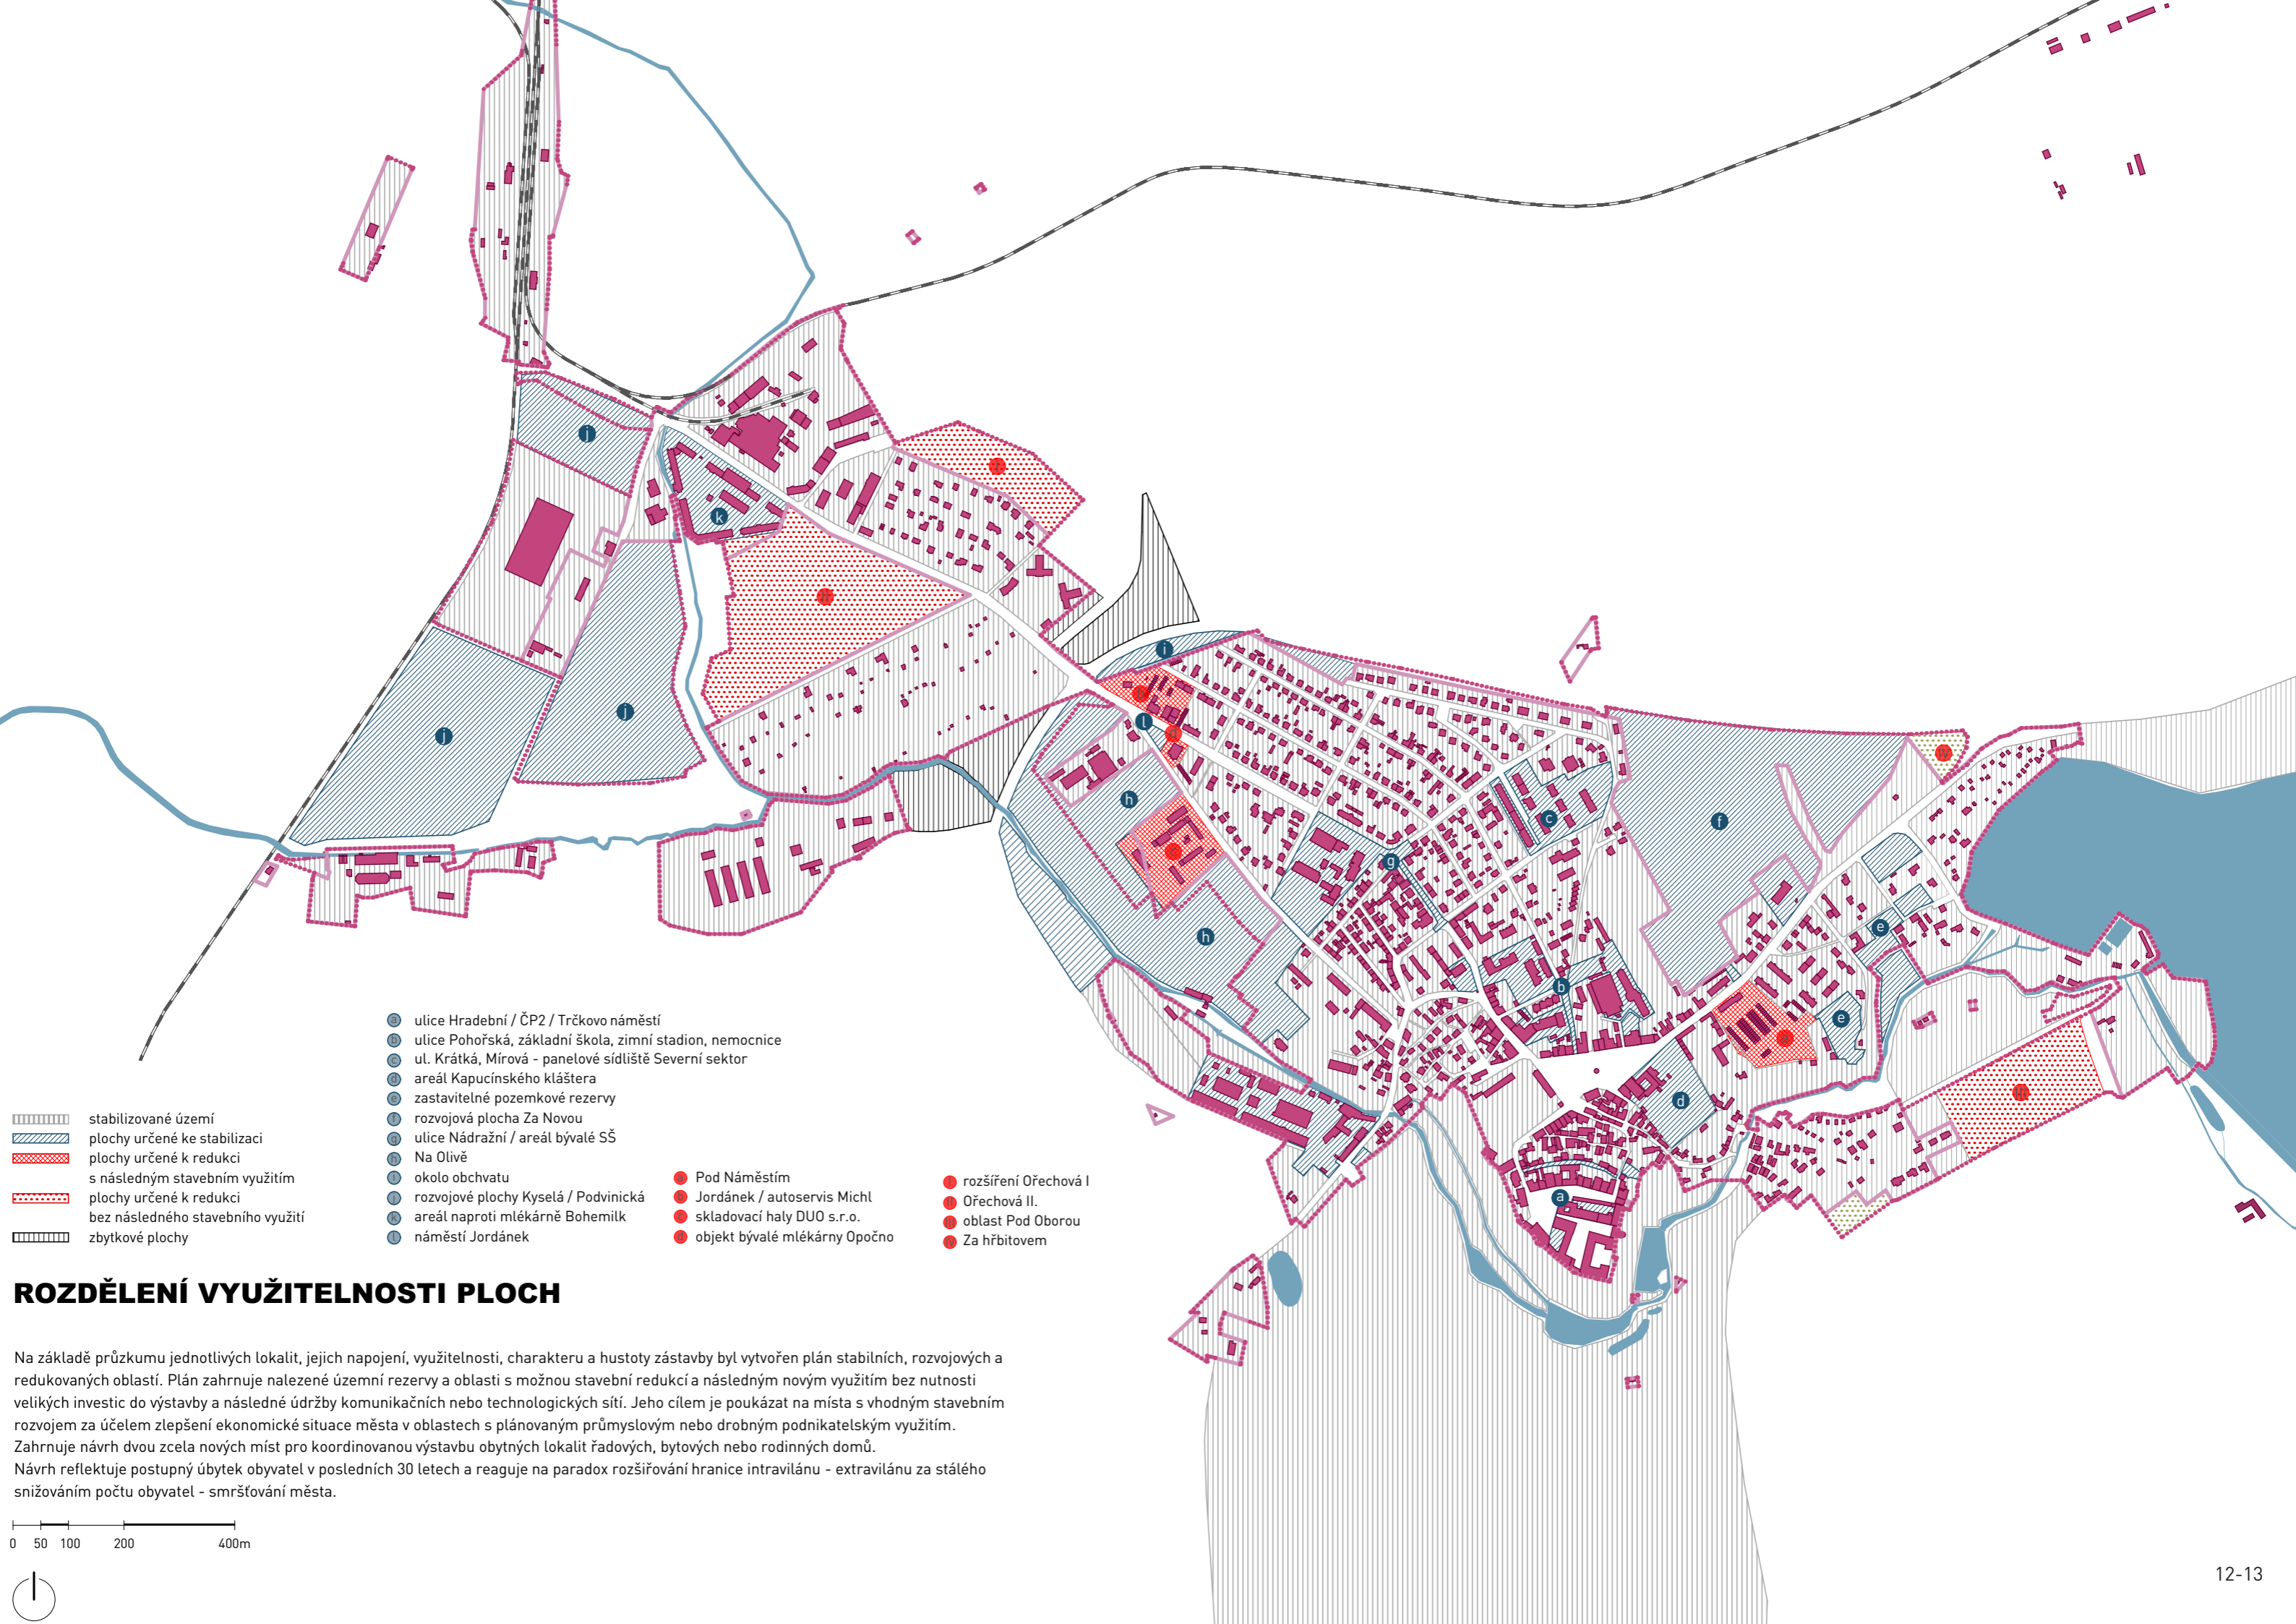 j
k
I
II
j
j
i
b
l
d
h
c
h
g
c
f
IV
e
e
b
a
d
III
a
a ulice Hradební / ČP2 / Trčkovo náměstí
b ulice Pohořská, základní škola, zimní stadion, nemocnice
c ul. Krátká, Mírová - panelové sídliště Severní sektor
d areál Kapucínského kláštera
e zastavitelné pozemkové rezervy
f rozvojová plocha Za Novou
g ulice Nádražní / areál bývalé SŠ
h Na Olivě
i okolo obchvatu
j rozvojové plochy Kyselá / Podvinická
k areál naproti mlékárně Bohemilk
l náměstí Jordánek
stabilizované území
plochy určené ke stabilizaci
plochy určené k redukci
s následným stavebním využitím
plochy určené k redukci
bez následného stavebního využití
zbytkové plochy
a Pod Náměstím
b Jordánek / autoservis Michl
c skladovací haly DUO s.r.o.
d objekt bývalé mlékárny Opočno
I rozšíření Ořechová I
II Ořechová II.
III oblast Pod Oborou
IV Za hřbitovem
ROZDĚLENÍ VYUŽITELNOSTI PLOCH
Na základě průzkumu jednotlivých lokalit, jejich napojení, využitelnosti, charakteru a hustoty zástavby byl vytvořen plán stabilních, rozvojových a
redukovaných oblastí. Plán zahrnuje nalezené územní rezervy a oblasti s možnou stavební redukcí a následným novým využitím bez nutnosti
velikých investic do výstavby a následné údržby komunikačních nebo technologických sítí. Jeho cílem je poukázat na místa s vhodným stavebním
rozvojem za účelem zlepšení ekonomické situace města v oblastech s plánovaným průmyslovým nebo drobným podnikatelským využitím.
Zahrnuje návrh dvou zcela nových míst pro koordinovanou výstavbu obytných lokalit řadových, bytových nebo rodinných domů.
Návrh reflektuje postupný úbytek obyvatel v posledních 30 letech a reaguje na paradox rozšiřování hranice intravilánu - extravilánu za stálého
snižováním počtu obyvatel - smršťování města.
0 50 100 200 400m
12-13